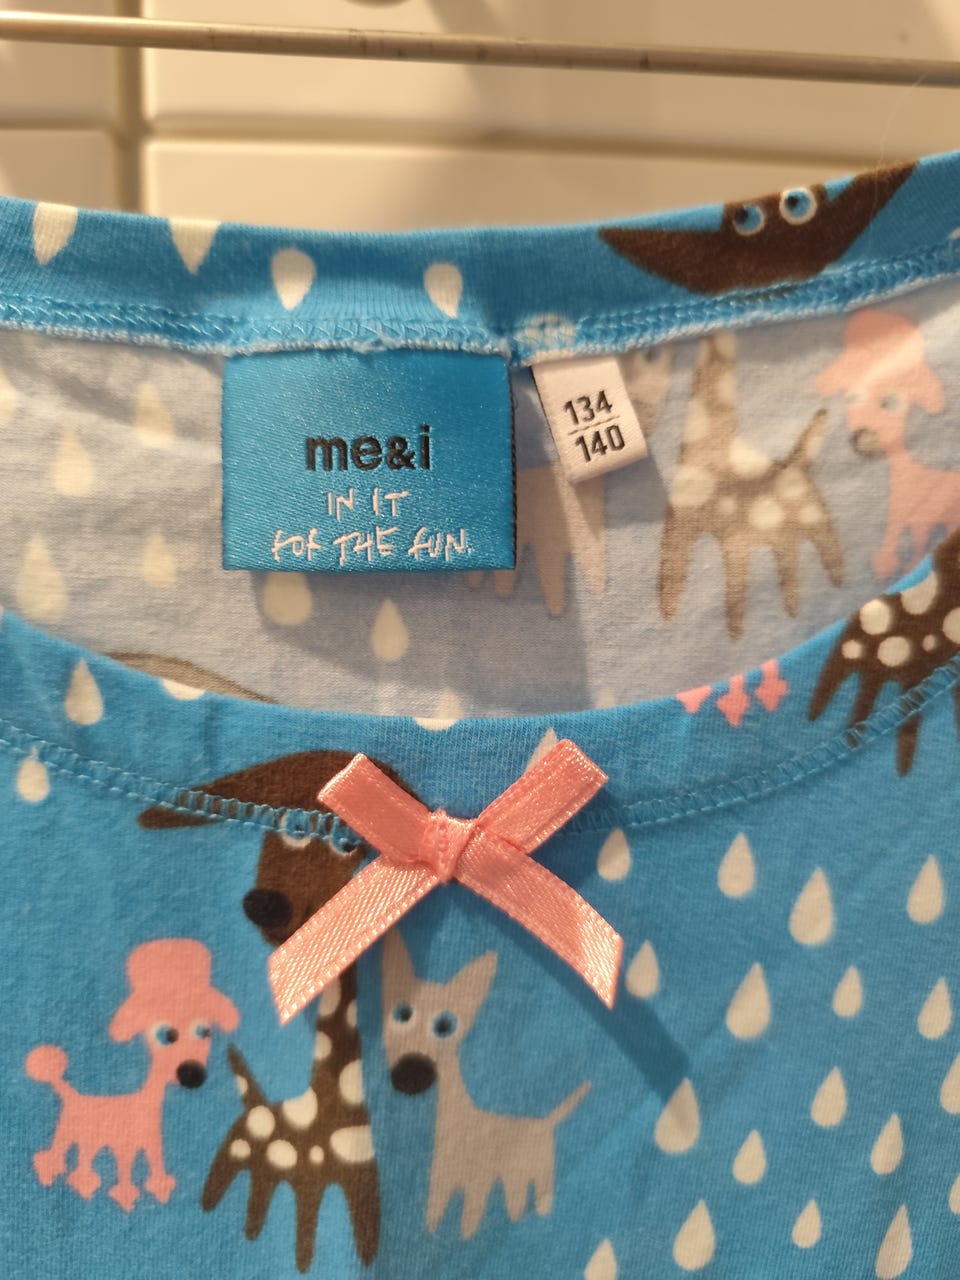 me&i
IN IT
FOR THE FUN.
134
140